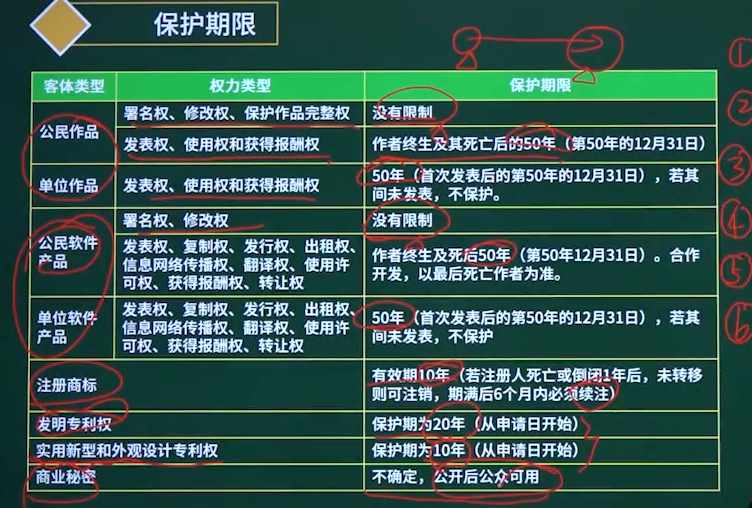 保护期限
客体类型 权力类型 保护期限
公民作品 署名权、修改权、保护作品完整权 没有限制
发表权、使用权和获得报酬权 作者终生及其死亡后的50年（第50年的12月31日）
单位作品 发表权、使用权和获得报酬权 50年（首次发表后的第50年的12月31日），若其
间未发表，不保护。
公民软件
产品
署名权、修改权 没有限制
发表权、复制权、发行权、出租权、
信息网络传播权、翻译权、使用许
可权、获得报酬权、转让权
作者终生及死后50年（第50年12月31日）。合作
开发，以最后死亡作者为准。
单位软件
产品
发表权、复制权、发行权、出租权、
信息网络传播权、翻译权、使用许
可权、获得报酬权、转让权
50年（首次发表后的第50年的12月31日），若其
间未发表，不保护
注册商标 有效期10年（若注册人死亡或倒闭1年后，未转移
则可注销，期满后6个月内必须续注）
发明专利权 保护期为20年（从申请日开始）
实用新型和外观设计专利权 保护期为10年（从申请日开始）
商业秘密 不确定，公开后公众可用
①
②
③
④
⑤
⑥